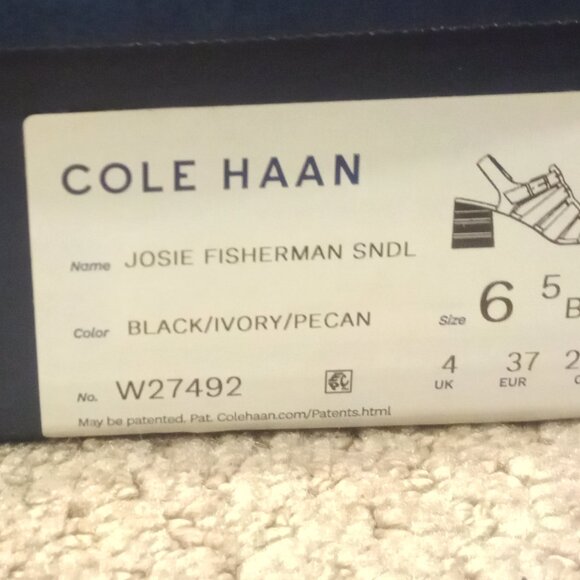 COLE HAAN
Name JOSIE FISHERMAN SNDL
Color BLACK/IVORY/PECAN
Size 6 5 B
No. W27492
4 UK 37 EUR 2
May be patented. Pat. Colehaan.com/Patents.html